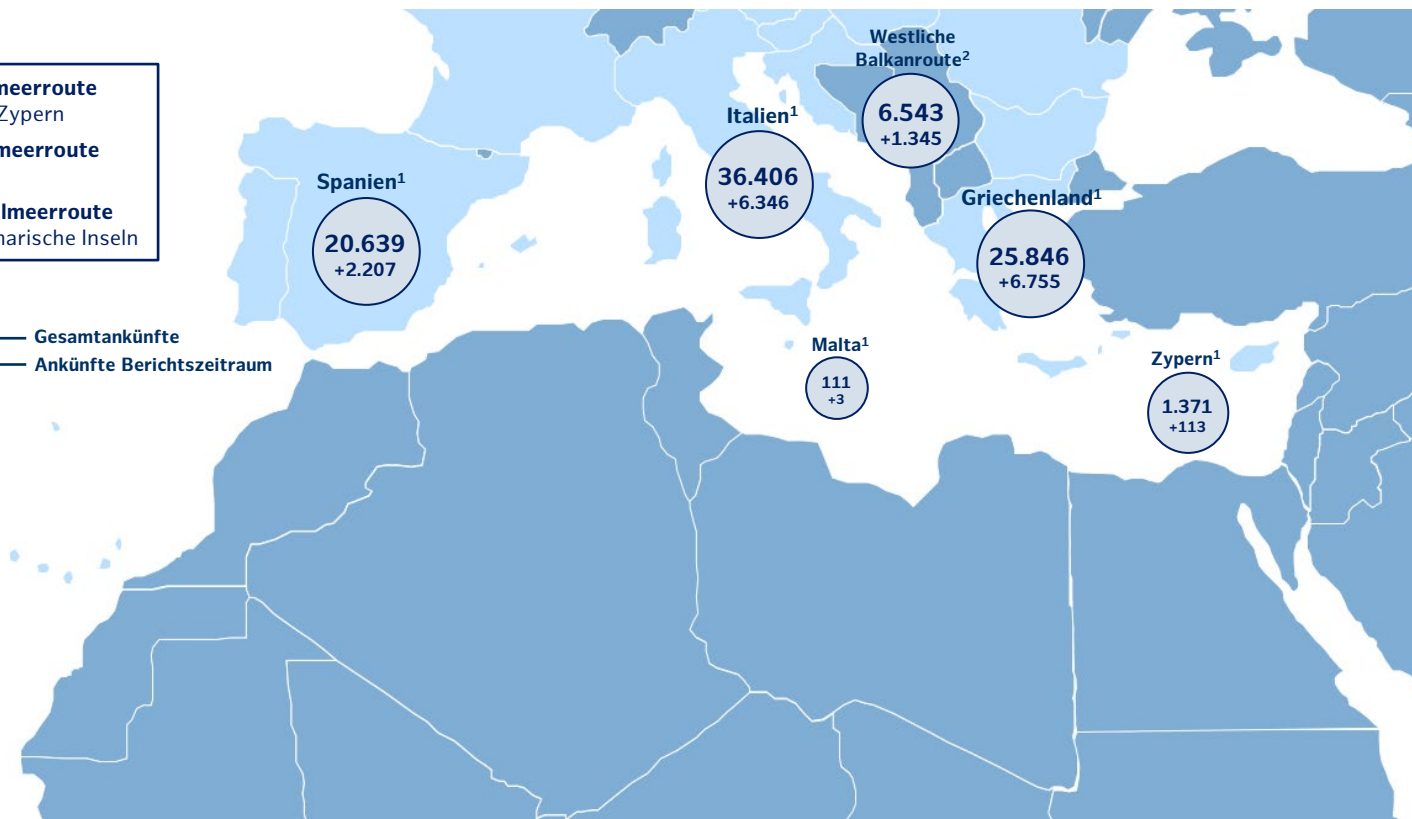 meerroute
Zypern
meerroute
lmeerroute
narische Inseln
Gesamtankünfte
Ankünfte Berichtszeitraum
Spanien¹
20.639
+2.207
Italien¹
36.406
+6.346
Westliche
Balkanroute²
6.543
+1.345
Griechenland¹
25.846
+6.755
Malta¹
111
+3
Zypern¹
1.371
+113